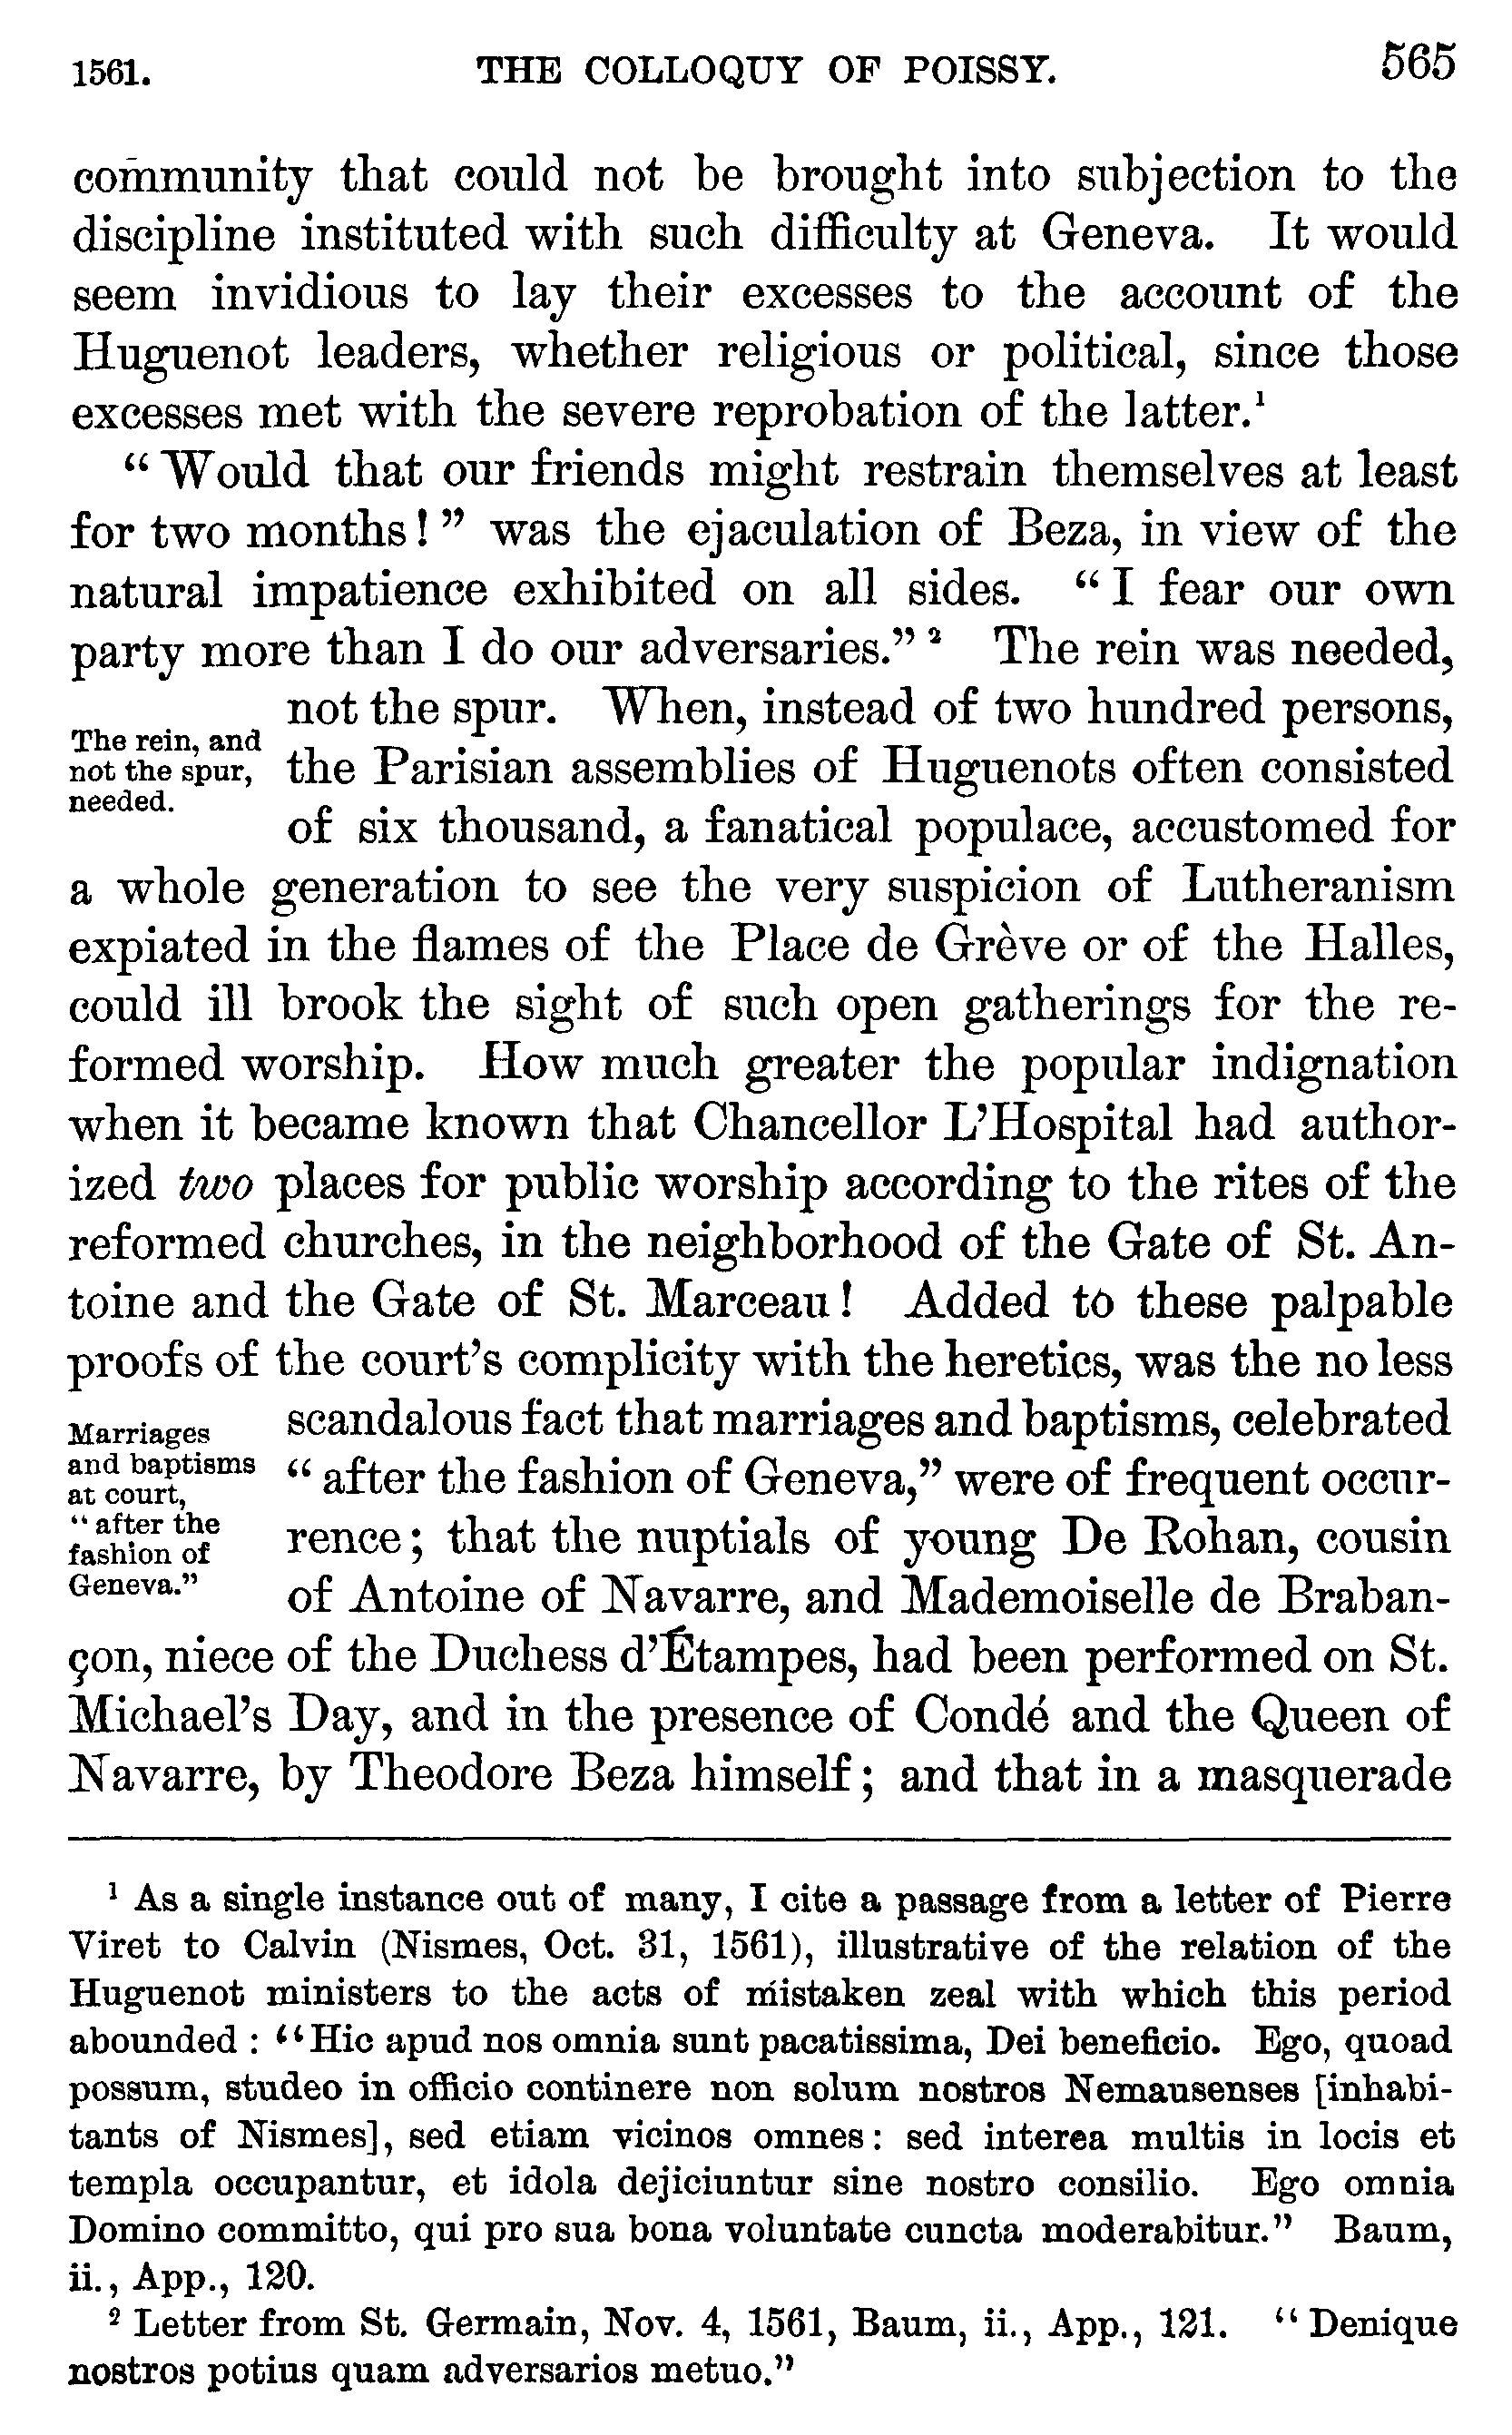 1561. THE COLLOQUY OF POISSY. 565
community that could not be brought into subjection to the
discipline instituted with such difficulty at Geneva. It would
seem invidious to lay their excesses to the account of the
Huguenot leaders, whether religious or political, since those
excesses met with the severe reprobation of the latter.¹
“Would that our friends might restrain themselves at least
for two months!” was the ejaculation of Beza, in view of the
natural impatience exhibited on all sides. “I fear our own
party more than I do our adversaries.”² The rein was needed,
The rein, and
not the spur,
needed.
not the spur. When, instead of two hundred persons,
the Parisian assemblies of Huguenots often consisted
of six thousand, a fanatical populace, accustomed for
a whole generation to see the very suspicion of Lutheranism
expiated in the flames of the Place de Grève or of the Halles,
could ill brook the sight of such open gatherings for the re-
formed worship. How much greater the popular indignation
when it became known that Chancellor L’Hospital had author-
ized two places for public worship according to the rites of the
reformed churches, in the neighborhood of the Gate of St. An-
toine and the Gate of St. Marceau! Added to these palpable
proofs of the court’s complicity with the heretics, was the no less
Marriages
and baptisms
at court,
“after the
fashion of
Geneva.”
scandalous fact that marriages and baptisms, celebrated
“after the fashion of Geneva,” were of frequent occur-
rence; that the nuptials of young De Rohan, cousin
of Antoine of Navarre, and Mademoiselle de Braban-
çon, niece of the Duchess d’Étampes, had been performed on St.
Michael’s Day, and in the presence of Condé and the Queen of
Navarre, by Theodore Beza himself; and that in a masquerade
¹ As a single instance out of many, I cite a passage from a letter of Pierre
Viret to Calvin (Nismes, Oct. 31, 1561), illustrative of the relation of the
Huguenot ministers to the acts of mistaken zeal with which this period
abounded: “Hic apud nos omnia sunt pacatissima, Dei beneficio. Ego, quoad
possum, studeo in officio continere non solum nostros Nemausenses [inhabi-
tants of Nismes], sed etiam vicinos omnes: sed interea multis in locis et
templa occupantur, et idola dejiciuntur sine nostro consilio. Ego omnia
Domino committo, qui pro sua bona voluntate cuncta moderabitur.” Baum,
ii., App., 120.
² Letter from St. Germain, Nov. 4, 1561, Baum, ii., App., 121. “Denique
nostros potius quam adversarios metuo.”